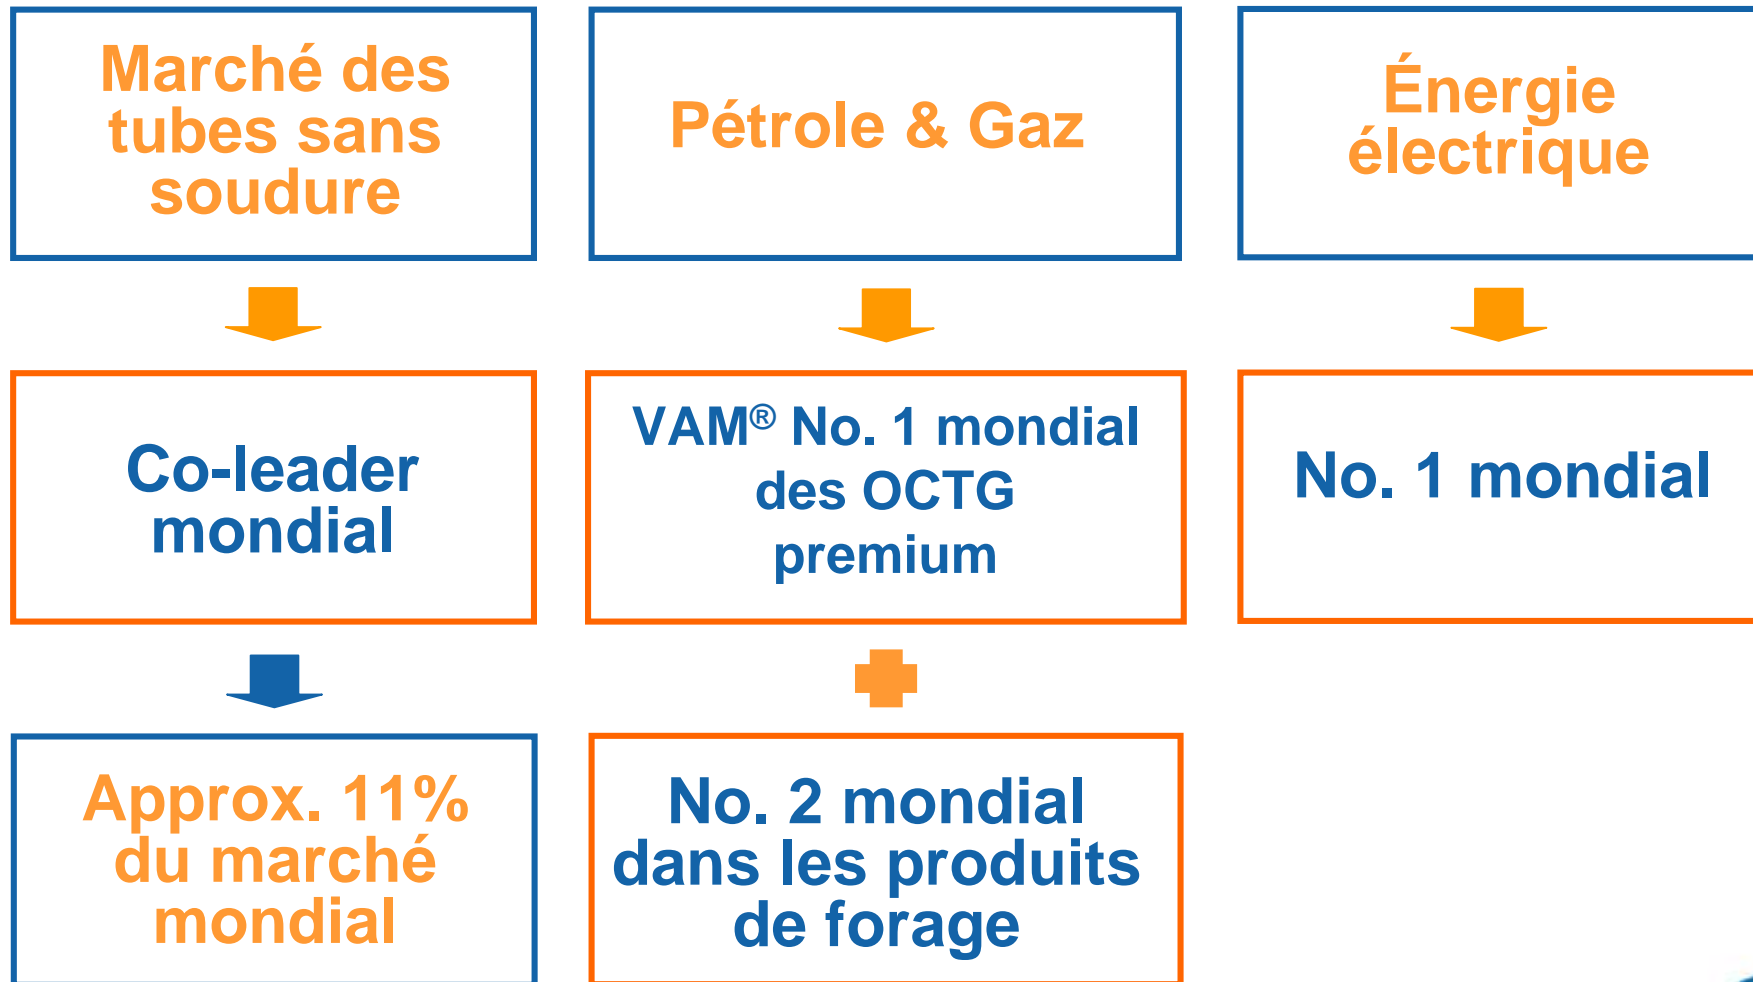 Marché des
tubes sans
soudure
Pétrole & Gaz
Énergie
électrique
Co-leader
mondial
VAM® No. 1 mondial
des OCTG
premium
No. 1 mondial
Approx. 11%
du marché
mondial
No. 2 mondial
dans les produits
de forage